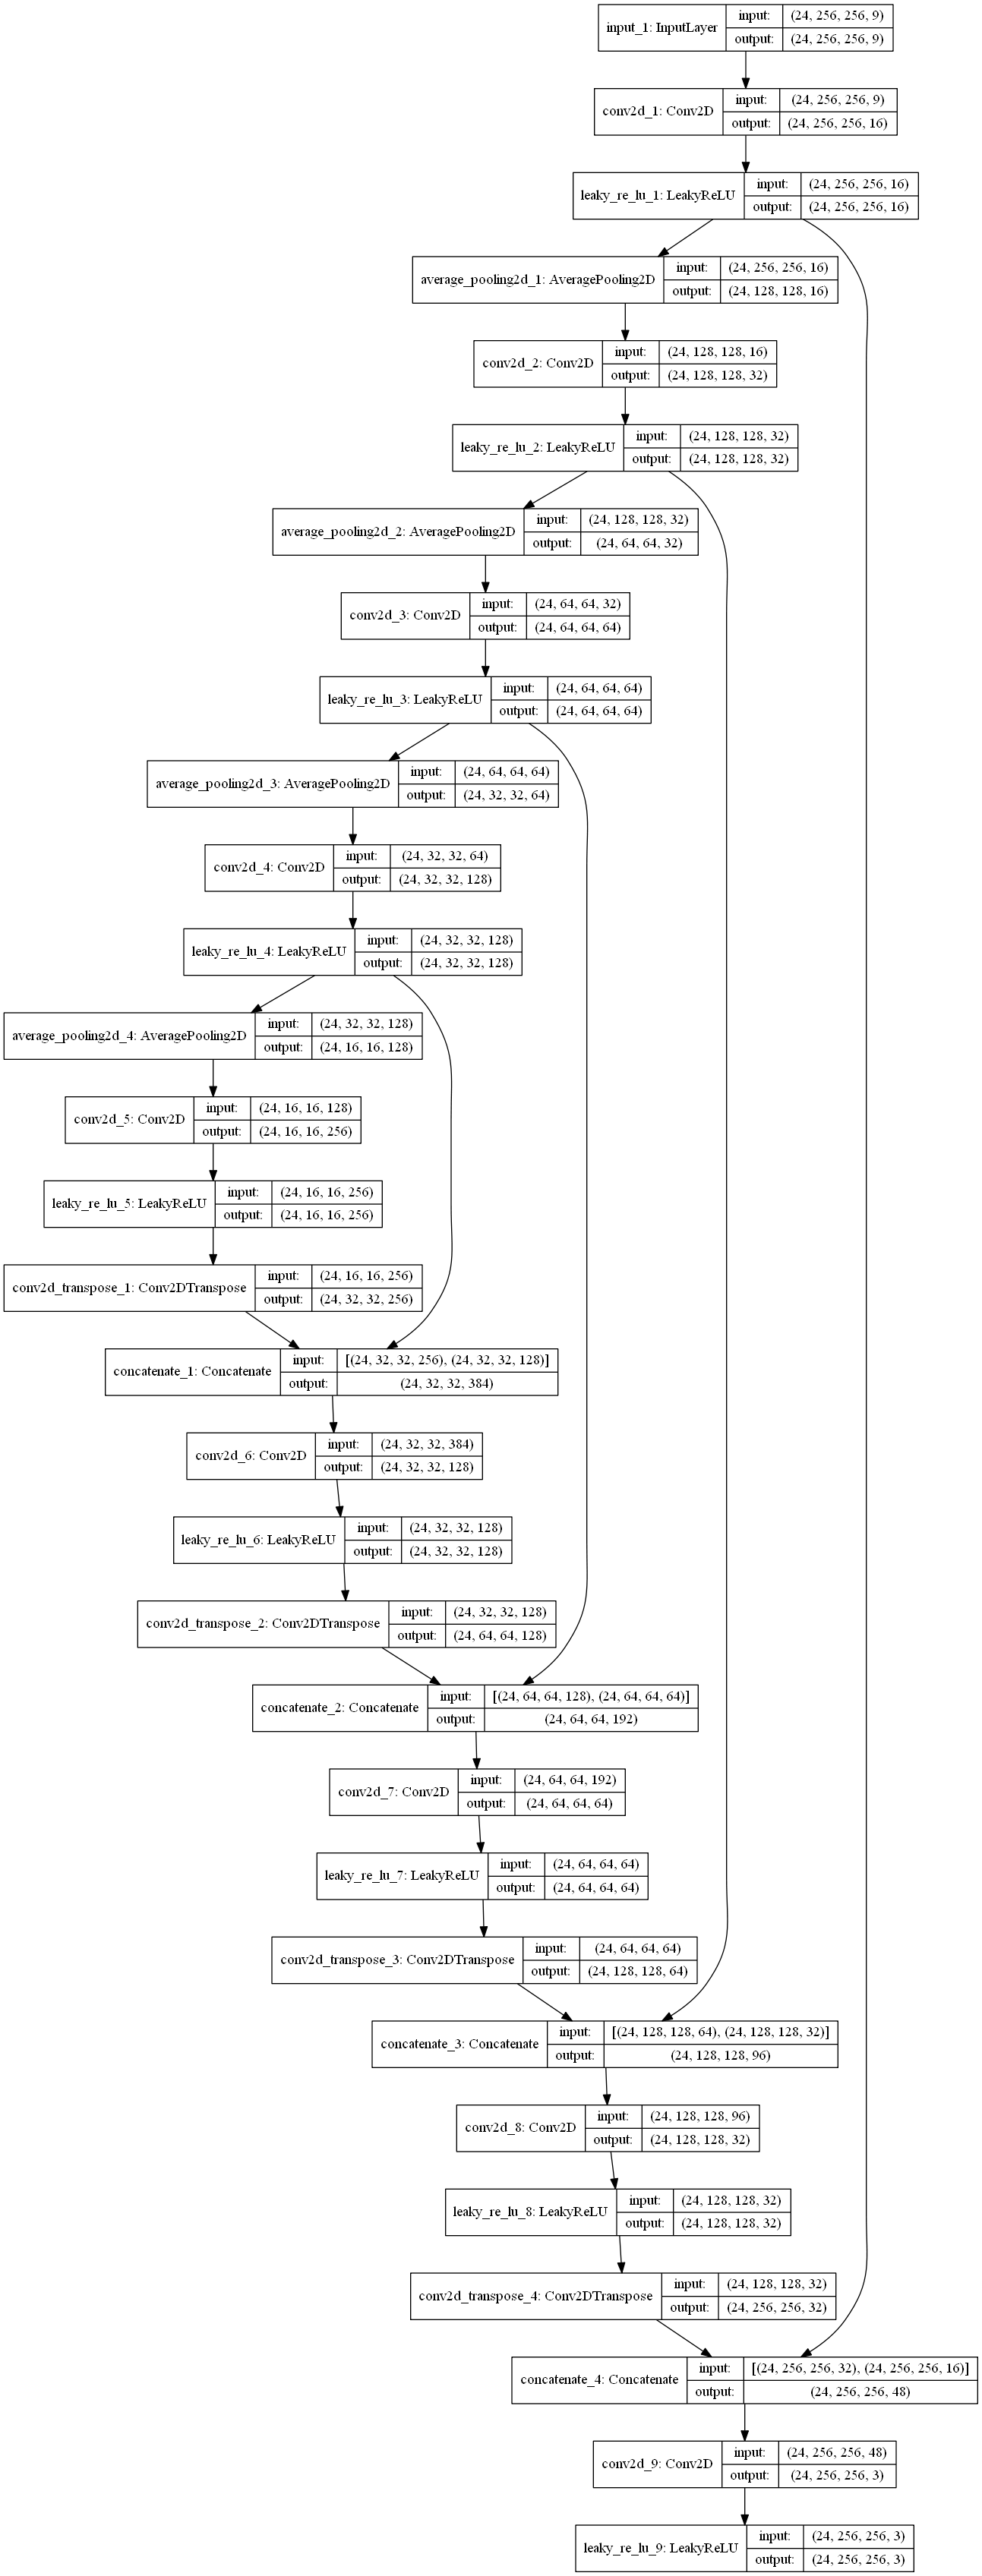 input_1: InputLayer
input: (24, 256, 256, 9)
output: (24, 256, 256, 9)
conv2d_1: Conv2D
input: (24, 256, 256, 9)
output: (24, 256, 256, 16)
leaky_re_lu_1: LeakyReLU
input: (24, 256, 256, 16)
output: (24, 256, 256, 16)
average_pooling2d_1: AveragePooling2D
input: (24, 256, 256, 16)
output: (24, 128, 128, 16)
conv2d_2: Conv2D
input: (24, 128, 128, 16)
output: (24, 128, 128, 32)
leaky_re_lu_2: LeakyReLU
input: (24, 128, 128, 32)
output: (24, 128, 128, 32)
average_pooling2d_2: AveragePooling2D
input: (24, 128, 128, 32)
output: (24, 64, 64, 32)
conv2d_3: Conv2D
input: (24, 64, 64, 32)
output: (24, 64, 64, 64)
leaky_re_lu_3: LeakyReLU
input: (24, 64, 64, 64)
output: (24, 64, 64, 64)
average_pooling2d_3: AveragePooling2D
input: (24, 64, 64, 64)
output: (24, 32, 32, 64)
conv2d_4: Conv2D
input: (24, 32, 32, 64)
output: (24, 32, 32, 128)
leaky_re_lu_4: LeakyReLU
input: (24, 32, 32, 128)
output: (24, 32, 32, 128)
average_pooling2d_4: AveragePooling2D
input: (24, 32, 32, 128)
output: (24, 16, 16, 128)
conv2d_5: Conv2D
input: (24, 16, 16, 128)
output: (24, 16, 16, 256)
leaky_re_lu_5: LeakyReLU
input: (24, 16, 16, 256)
output: (24, 16, 16, 256)
conv2d_transpose_1: Conv2DTranspose
input: (24, 16, 16, 256)
output: (24, 32, 32, 256)
concatenate_1: Concatenate
input: [(24, 32, 32, 256), (24, 32, 32, 128)]
output: (24, 32, 32, 384)
conv2d_6: Conv2D
input: (24, 32, 32, 384)
output: (24, 32, 32, 128)
leaky_re_lu_6: LeakyReLU
input: (24, 32, 32, 128)
output: (24, 32, 32, 128)
conv2d_transpose_2: Conv2DTranspose
input: (24, 32, 32, 128)
output: (24, 64, 64, 128)
concatenate_2: Concatenate
input: [(24, 64, 64, 128), (24, 64, 64, 64)]
output: (24, 64, 64, 192)
conv2d_7: Conv2D
input: (24, 64, 64, 192)
output: (24, 64, 64, 64)
leaky_re_lu_7: LeakyReLU
input: (24, 64, 64, 64)
output: (24, 64, 64, 64)
conv2d_transpose_3: Conv2DTranspose
input: (24, 64, 64, 64)
output: (24, 128, 128, 64)
concatenate_3: Concatenate
input: [(24, 128, 128, 64), (24, 128, 128, 32)]
output: (24, 128, 128, 96)
conv2d_8: Conv2D
input: (24, 128, 128, 96)
output: (24, 128, 128, 32)
leaky_re_lu_8: LeakyReLU
input: (24, 128, 128, 32)
output: (24, 128, 128, 32)
conv2d_transpose_4: Conv2DTranspose
input: (24, 128, 128, 32)
output: (24, 256, 256, 32)
concatenate_4: Concatenate
input: [(24, 256, 256, 32), (24, 256, 256, 16)]
output: (24, 256, 256, 48)
conv2d_9: Conv2D
input: (24, 256, 256, 48)
output: (24, 256, 256, 3)
leaky_re_lu_9: LeakyReLU
input: (24, 256, 256, 3)
output: (24, 256, 256, 3)